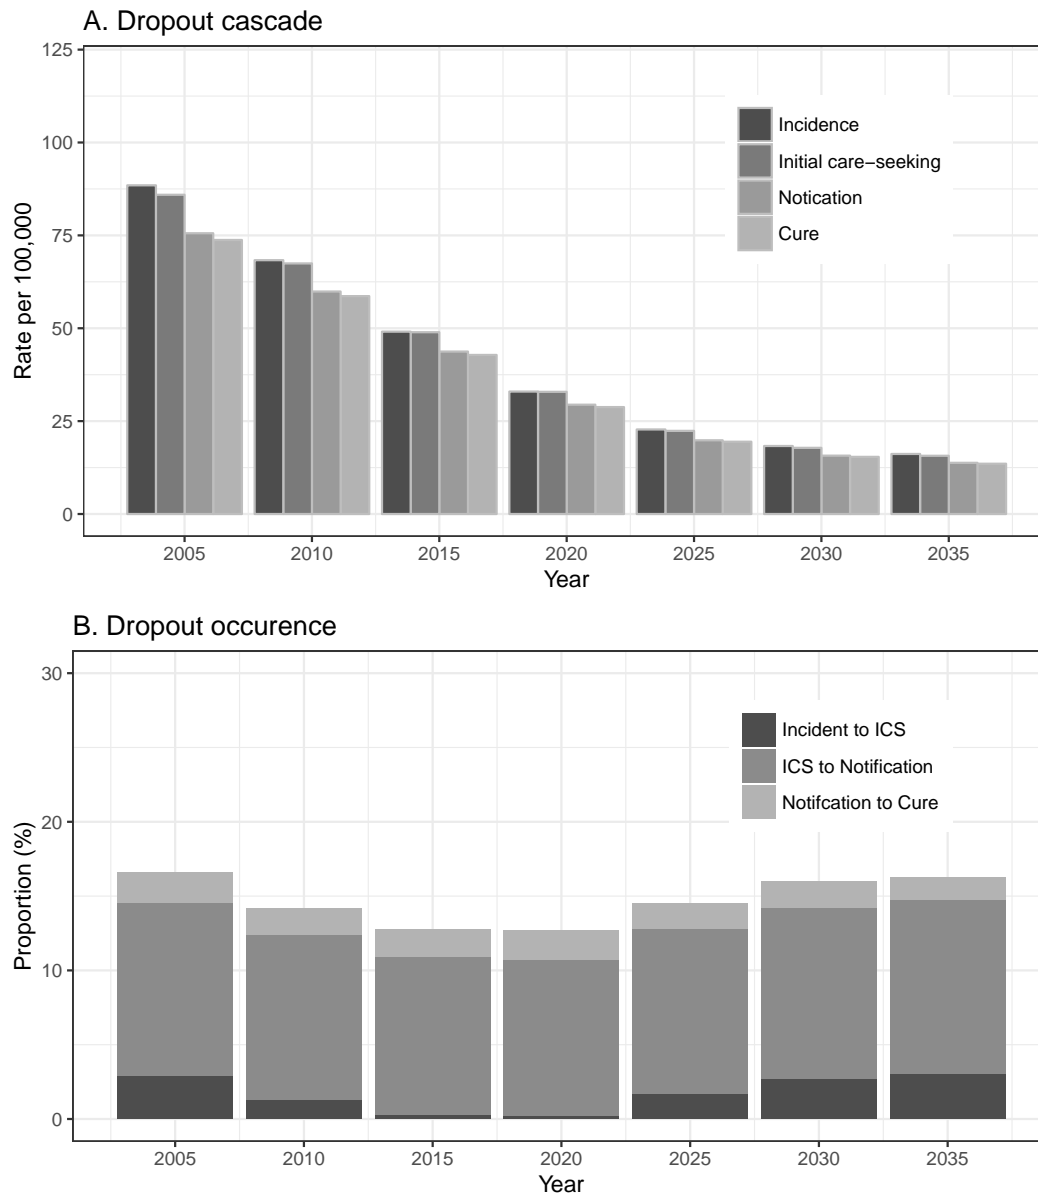 A. Dropout cascade
125
100
75
50
25
0
Rate per 100,000
Incidence
Initial care−seeking
Notication
Cure
2005 2010 2015 2020 2025 2030 2035
Year
B. Dropout occurence
30
20
10
0
Proportion (%)
Incident to ICS
ICS to Notification
Notifcation to Cure
2005 2010 2015 2020 2025 2030 2035
Year